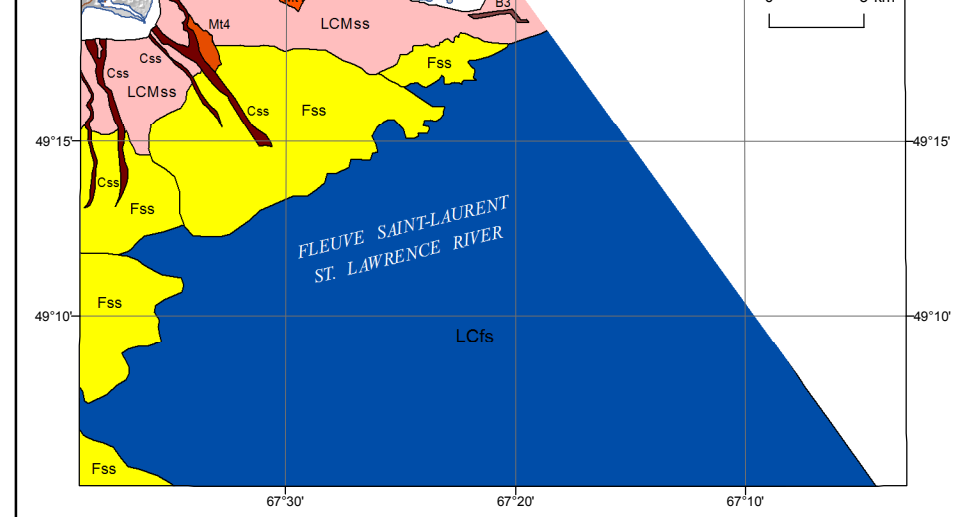 B3
km
Mt4
LCMss
Fss
Css
Css
LCMss
Css
Fss
49°15'
49°15'
Css
Fss
FLEUVE SAINT-LAURENT
ST. LAWRENCE RIVER
Fss
49°10'
49°10'
LCfs
Fss
67°30'
67°20'
67°10'